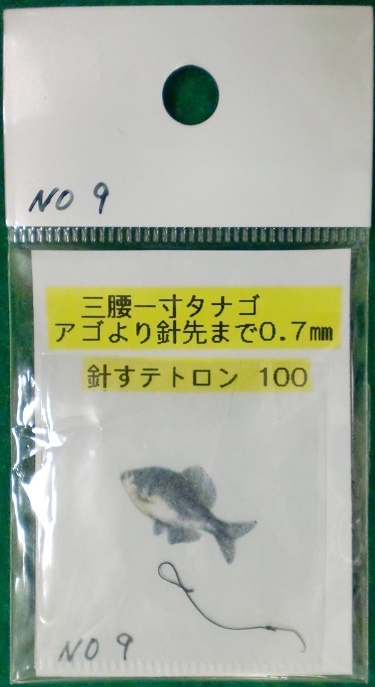 NO 9
三腰一寸タナゴ
アゴより針先まで0.7㎜
針すテトロン 100
NO 9